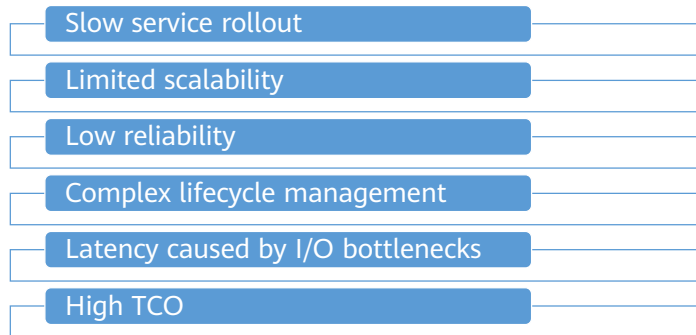 Slow service rollout
Limited scalability
Low reliability
Complex lifecycle management
Latency caused by I/O bottlenecks
High TCO